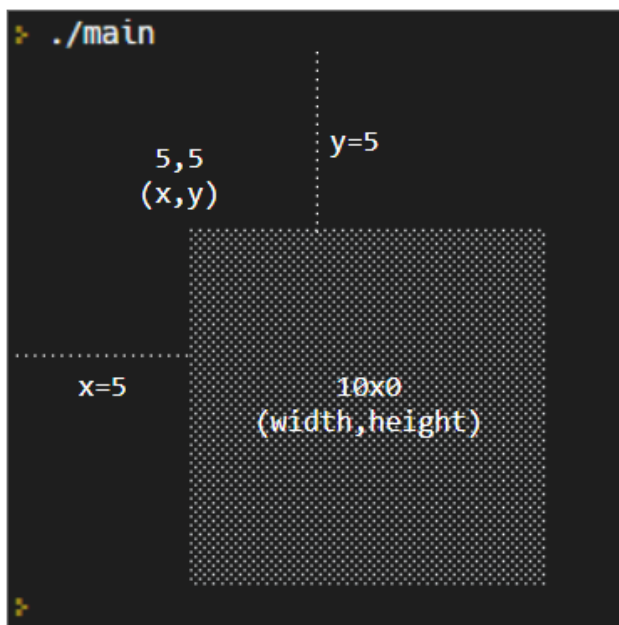 ./main
y=5
5,5
(x,y)
x=5
10x0
(width,height)